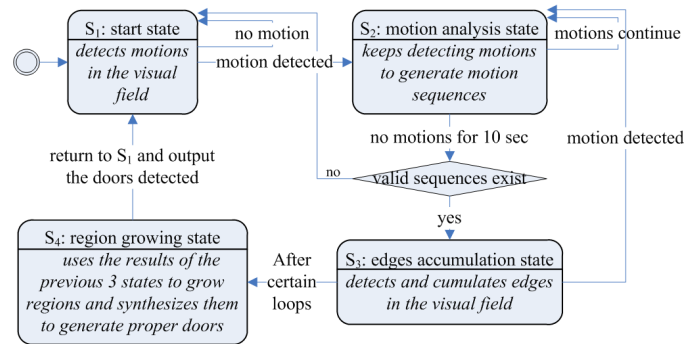 S₁: start state
detects motions
in the visual
field
no motion
motion detected
S₂: motion analysis state
keeps detecting motions
to generate motion
sequences
motions continue
no motions for 10 sec
motion detected
valid sequences exist
no
yes
return to S₁ and output
the doors detected
S₃: edges accumulation state
detects and cumulates edges
in the visual field
After
certain
loops
S₄: region growing state
uses the results of the
previous 3 states to grow
regions and synthesizes them
to generate proper doors